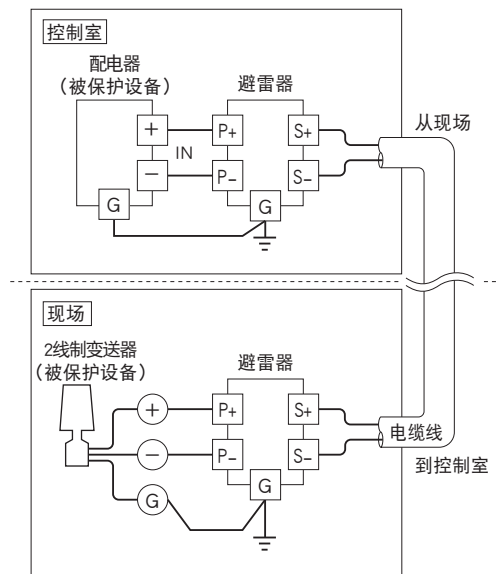 控制室
配电器
（被保护设备）
避雷器
从现场
+
P+
S+
IN
−
P−
S−
G
G
现场
2线制变送器
（被保护设备）
避雷器
+
P+
S+
电缆线
−
P−
S−
到控制室
G
G